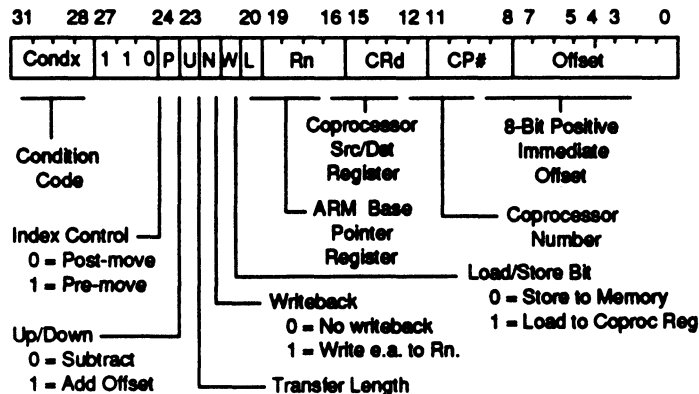 31 28 27 24 23 20 19 16 15 12 11 8 7 5 4 3 0
Condx 1 1 0 P U N W L Rn CRd CP# Offset
Condition
Code
Coprocessor
Src/Dst
Register
8-Bit Positive
Immediate
Offset
ARM Base
Pointer
Register
Coprocessor
Number
Index Control
0 = Post-move
1 = Pre-move
Load/Store Bit
0 = Store to Memory
1 = Load to Coproc Reg
Writeback
0 = No writeback
1 = Write e.a. to Rn.
Up/Down
0 = Subtract
1 = Add Offset
Transfer Length